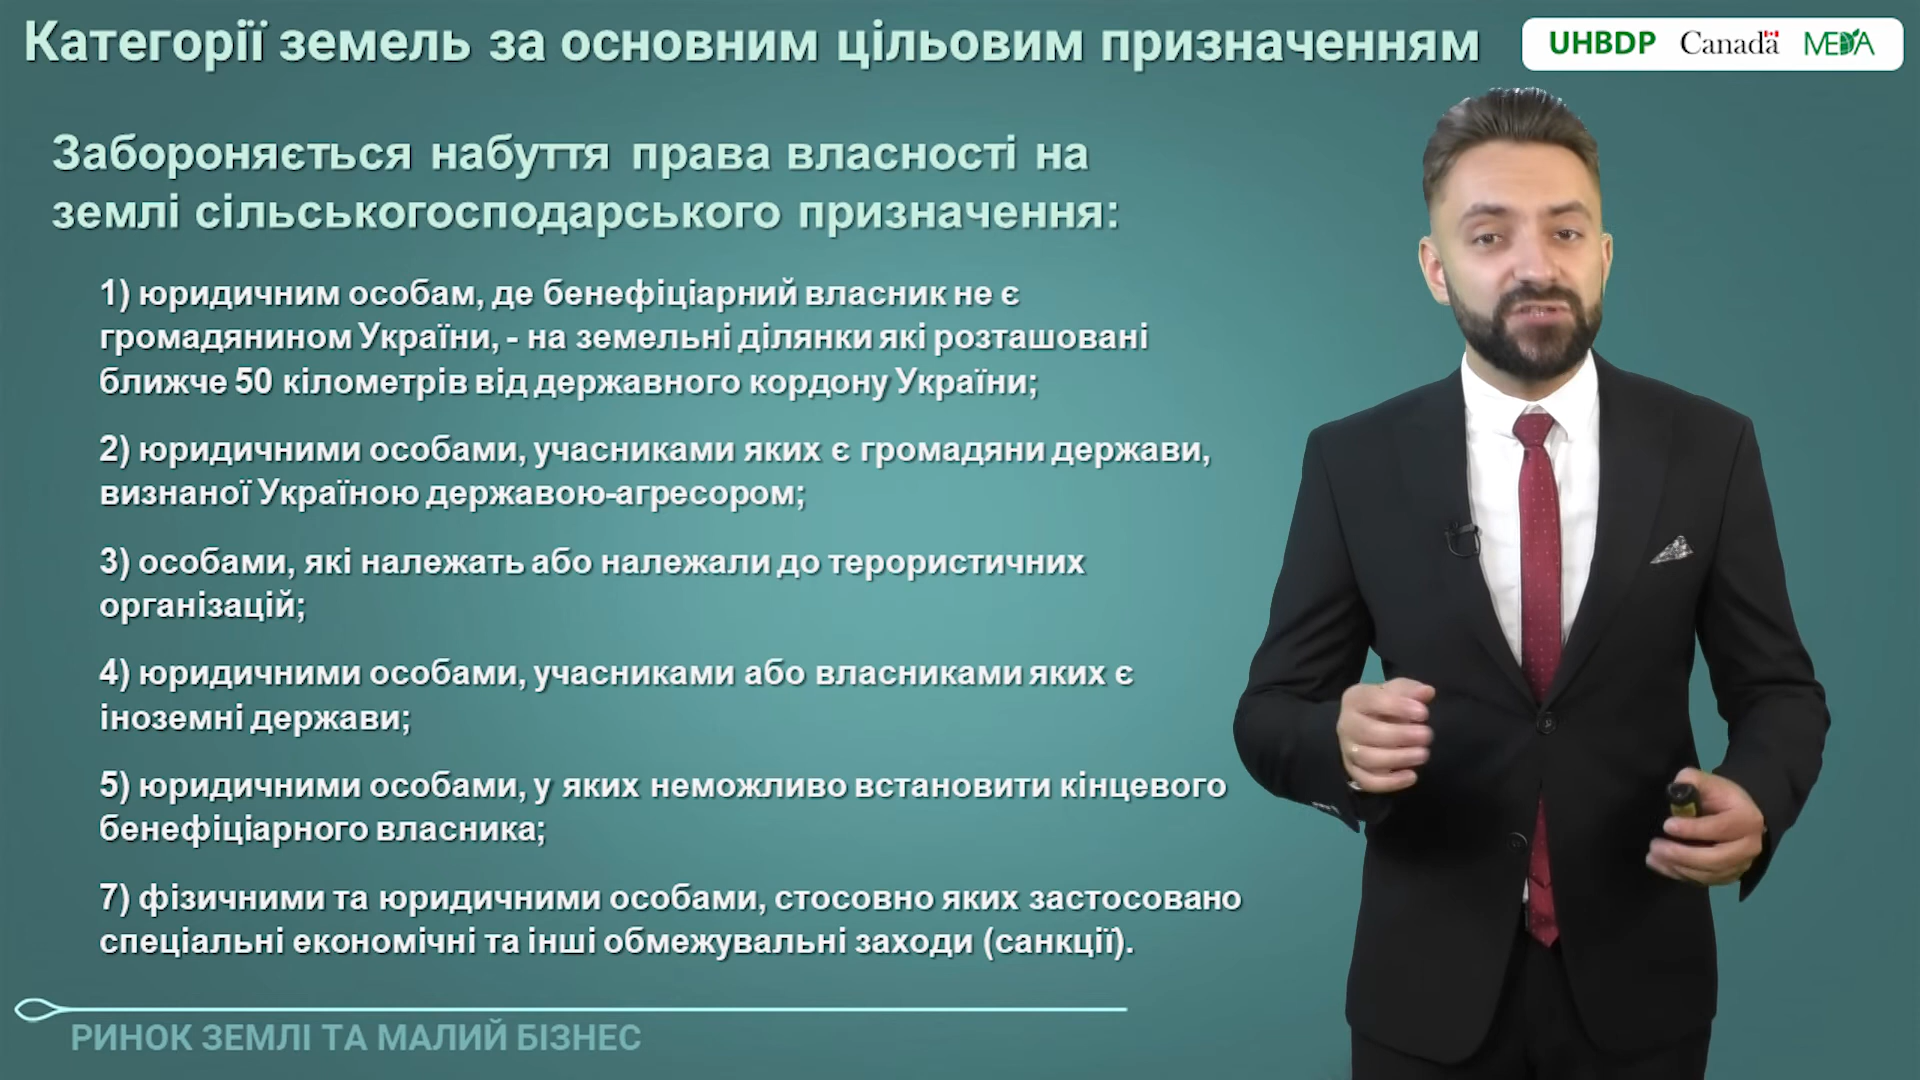 Категорії земель за основним цільовим призначенням
UHBDP Canada MEDA
Забороняється набуття права власності на
землі сільськогосподарського призначення:
1) юридичним особам, де бенефіціарний власник не є
громадянином України, - на земельні ділянки які розташовані
ближче 50 кілометрів від державного кордону України;
2) юридичними особами, учасниками яких є громадяни держави,
визнаної Україною державою-агресором;
3) особами, які належать або належали до терористичних
організацій;
4) юридичними особами, учасниками або власниками яких є
іноземні держави;
5) юридичними особами, у яких неможливо встановити кінцевого
бенефіціарного власника;
7) фізичними та юридичними особами, стосовно яких застосовано
спеціальні економічні та інші обмежувальні заходи (санкції).
РИНОК ЗЕМЛІ ТА МАЛИЙ БІЗНЕС